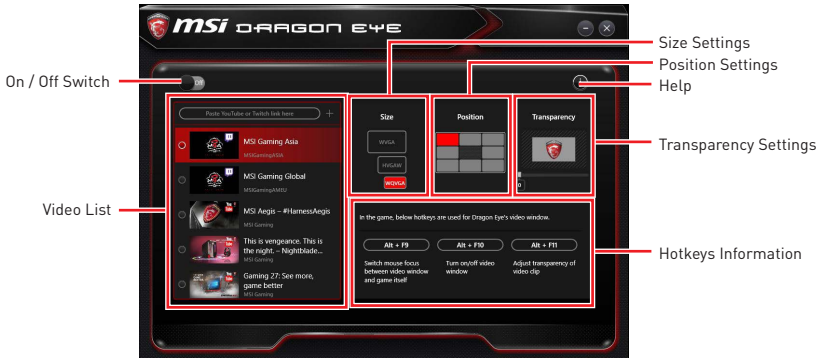 msi DRAGON EYE
Size Settings
Position Settings
Help
On / Off Switch
Off
Paste YouTube or Twitch link here +
Size
Position
Transparency
WVGA
HVGAW
WQVGA
0
Transparency Settings
MSI Gaming Asia
MSIGamingASIA
MSI Gaming Global
MSIGamingAMD2
MSI Aegis – #HarnessAegis
MSI Gaming
This is vengeance. This is
the night. – Nightblade...
MSI Gaming
Gaming 27: See more,
game better
MSI Gaming
Video List
In the game, below hotkeys are used for Dragon Eye's video window.
Alt + F9
Alt + F10
Alt + F11
Switch mouse focus
between video window
and game itself
Turn on/off video
window
Adjust transparency of
video clip
Hotkeys Information